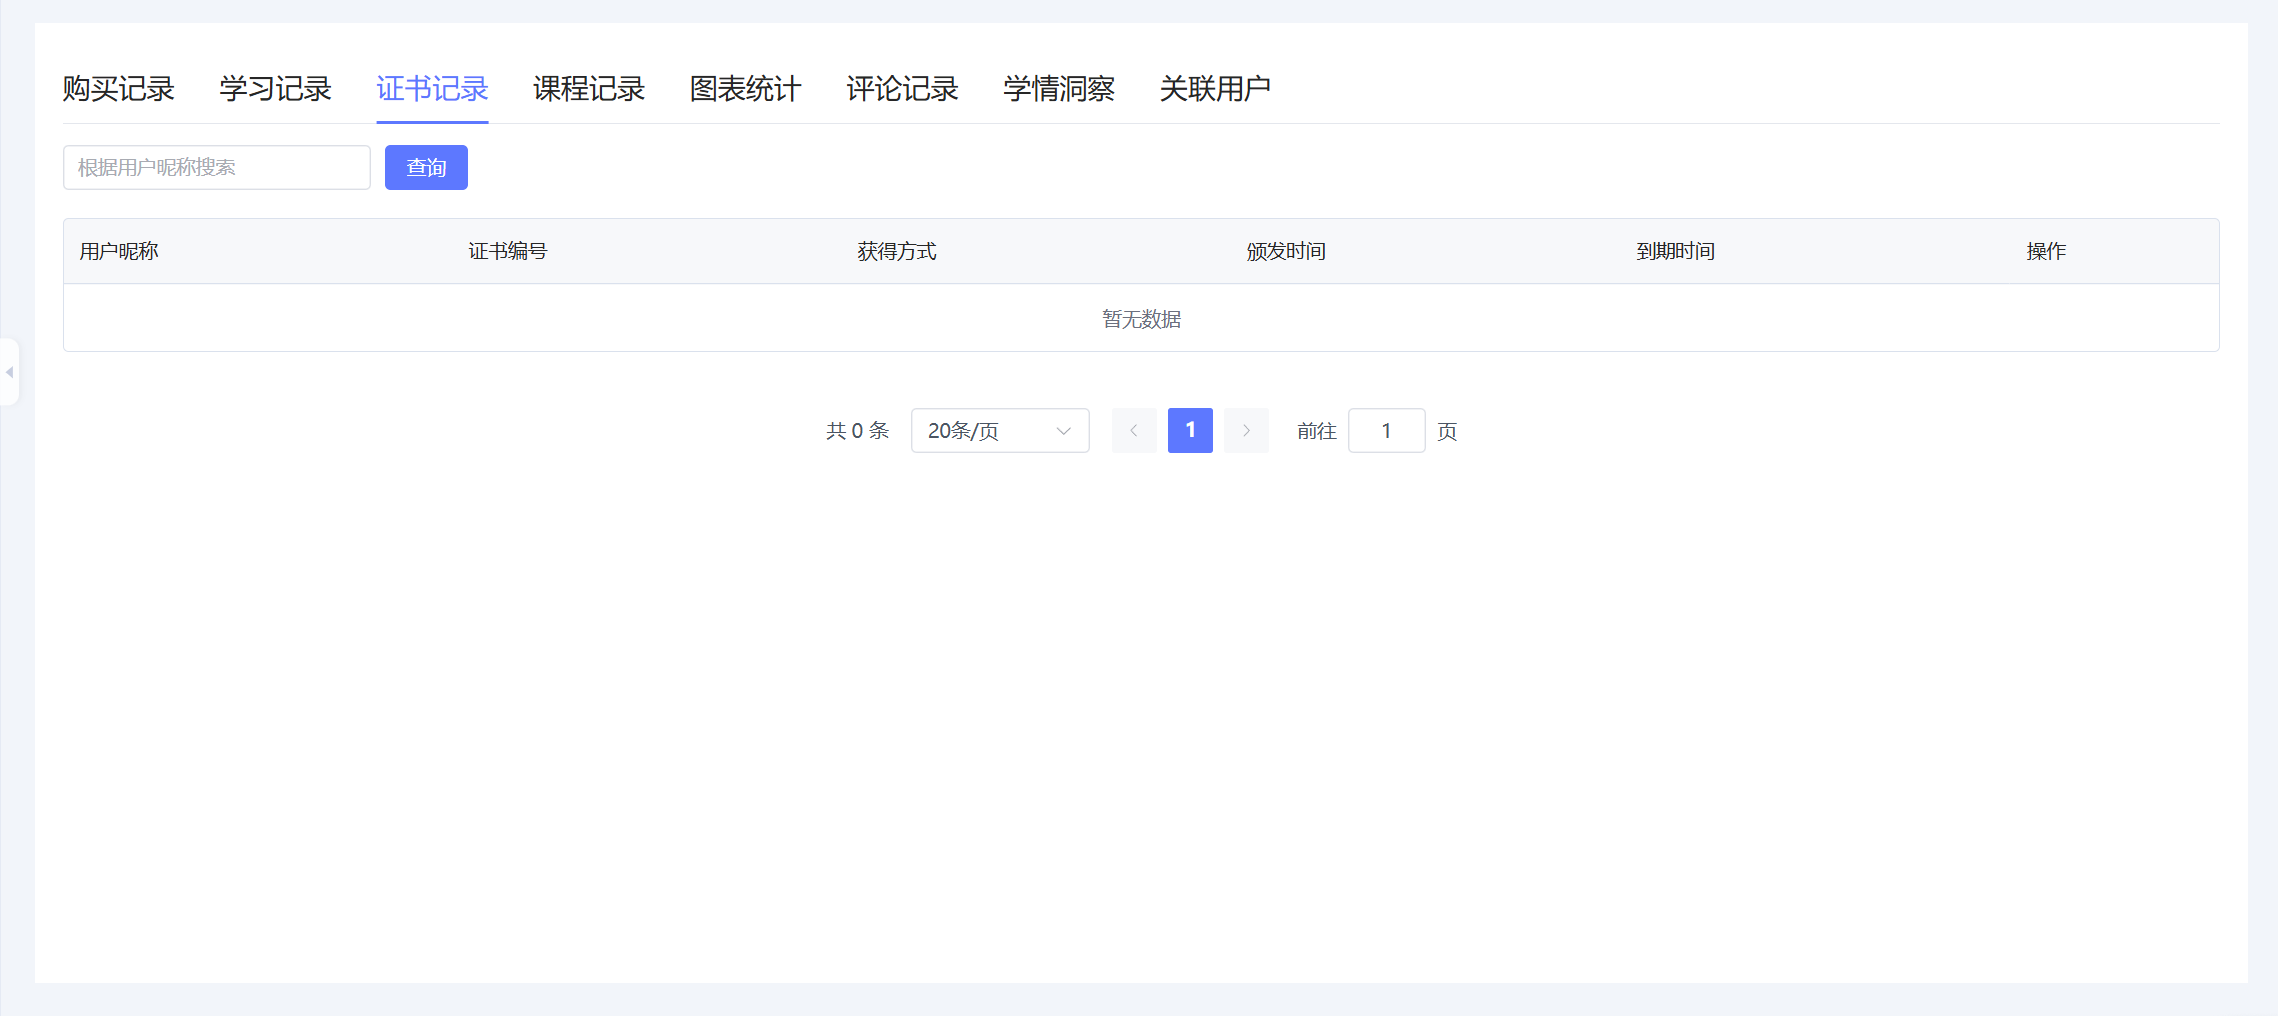 购买记录 学习记录 证书记录 课程记录 图表统计 评论记录 学情洞察 关联用户
根据用户昵称搜索 查询
用户昵称 证书编号 获得方式 颁发时间 到期时间 操作
暂无数据
共 0 条 20条/页 1 前往 1 页